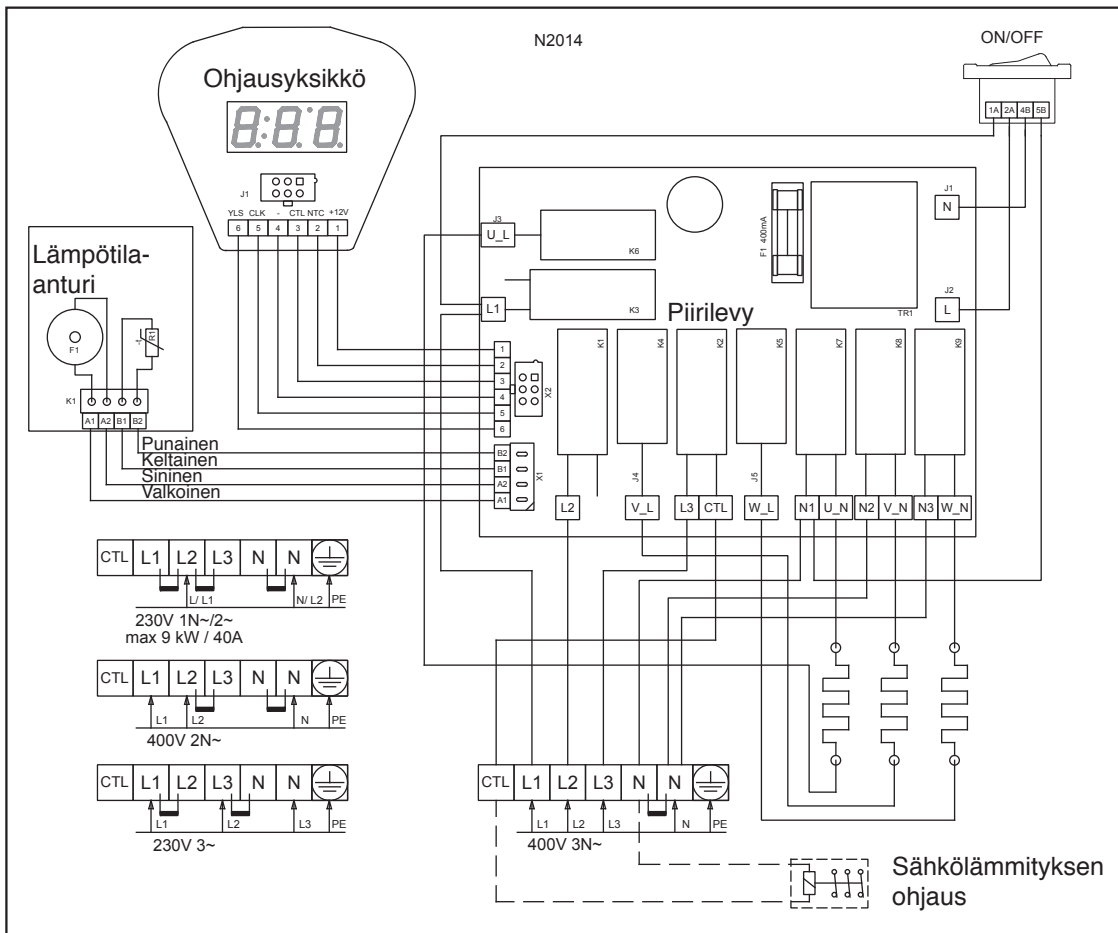 N2014
ON/OFF
Ohjausyksikkö
8:8.8
J1
YLS CLK - CTL NTC +12V
6 5 4 3 2 1
1A 2A 4B 5B
Lämpötila-
anturi
F1
R1
-t
K1
A1 A2 B1 B2
Punainen
Keltainen
Sininen
Valkoinen
J3
U_L
K6
L1
K3
F1 400mA
TR1
J1
N
J2
L
Piirilevy
1
2
3
4
5
6
X2
B2
B1
A2
A1
X1
K1
K4
K2
K5
K7
K8
K9
J4
J5
L2 V_L L3 CTL W_L N1 U_N N2 V_N N3 W_N
CTL L1 L2 L3 N N
L/ L1 N/ L2 PE
230V 1N~/2~
max 9 kW / 40A
CTL L1 L2 L3 N N
L1 L2 N PE
400V 2N~
CTL L1 L2 L3 N N
L1 L2 L3 PE
230V 3~
CTL L1 L2 L3 N N
L1 L2 L3 N PE
400V 3N~
Sähkölämmityksen
ohjaus